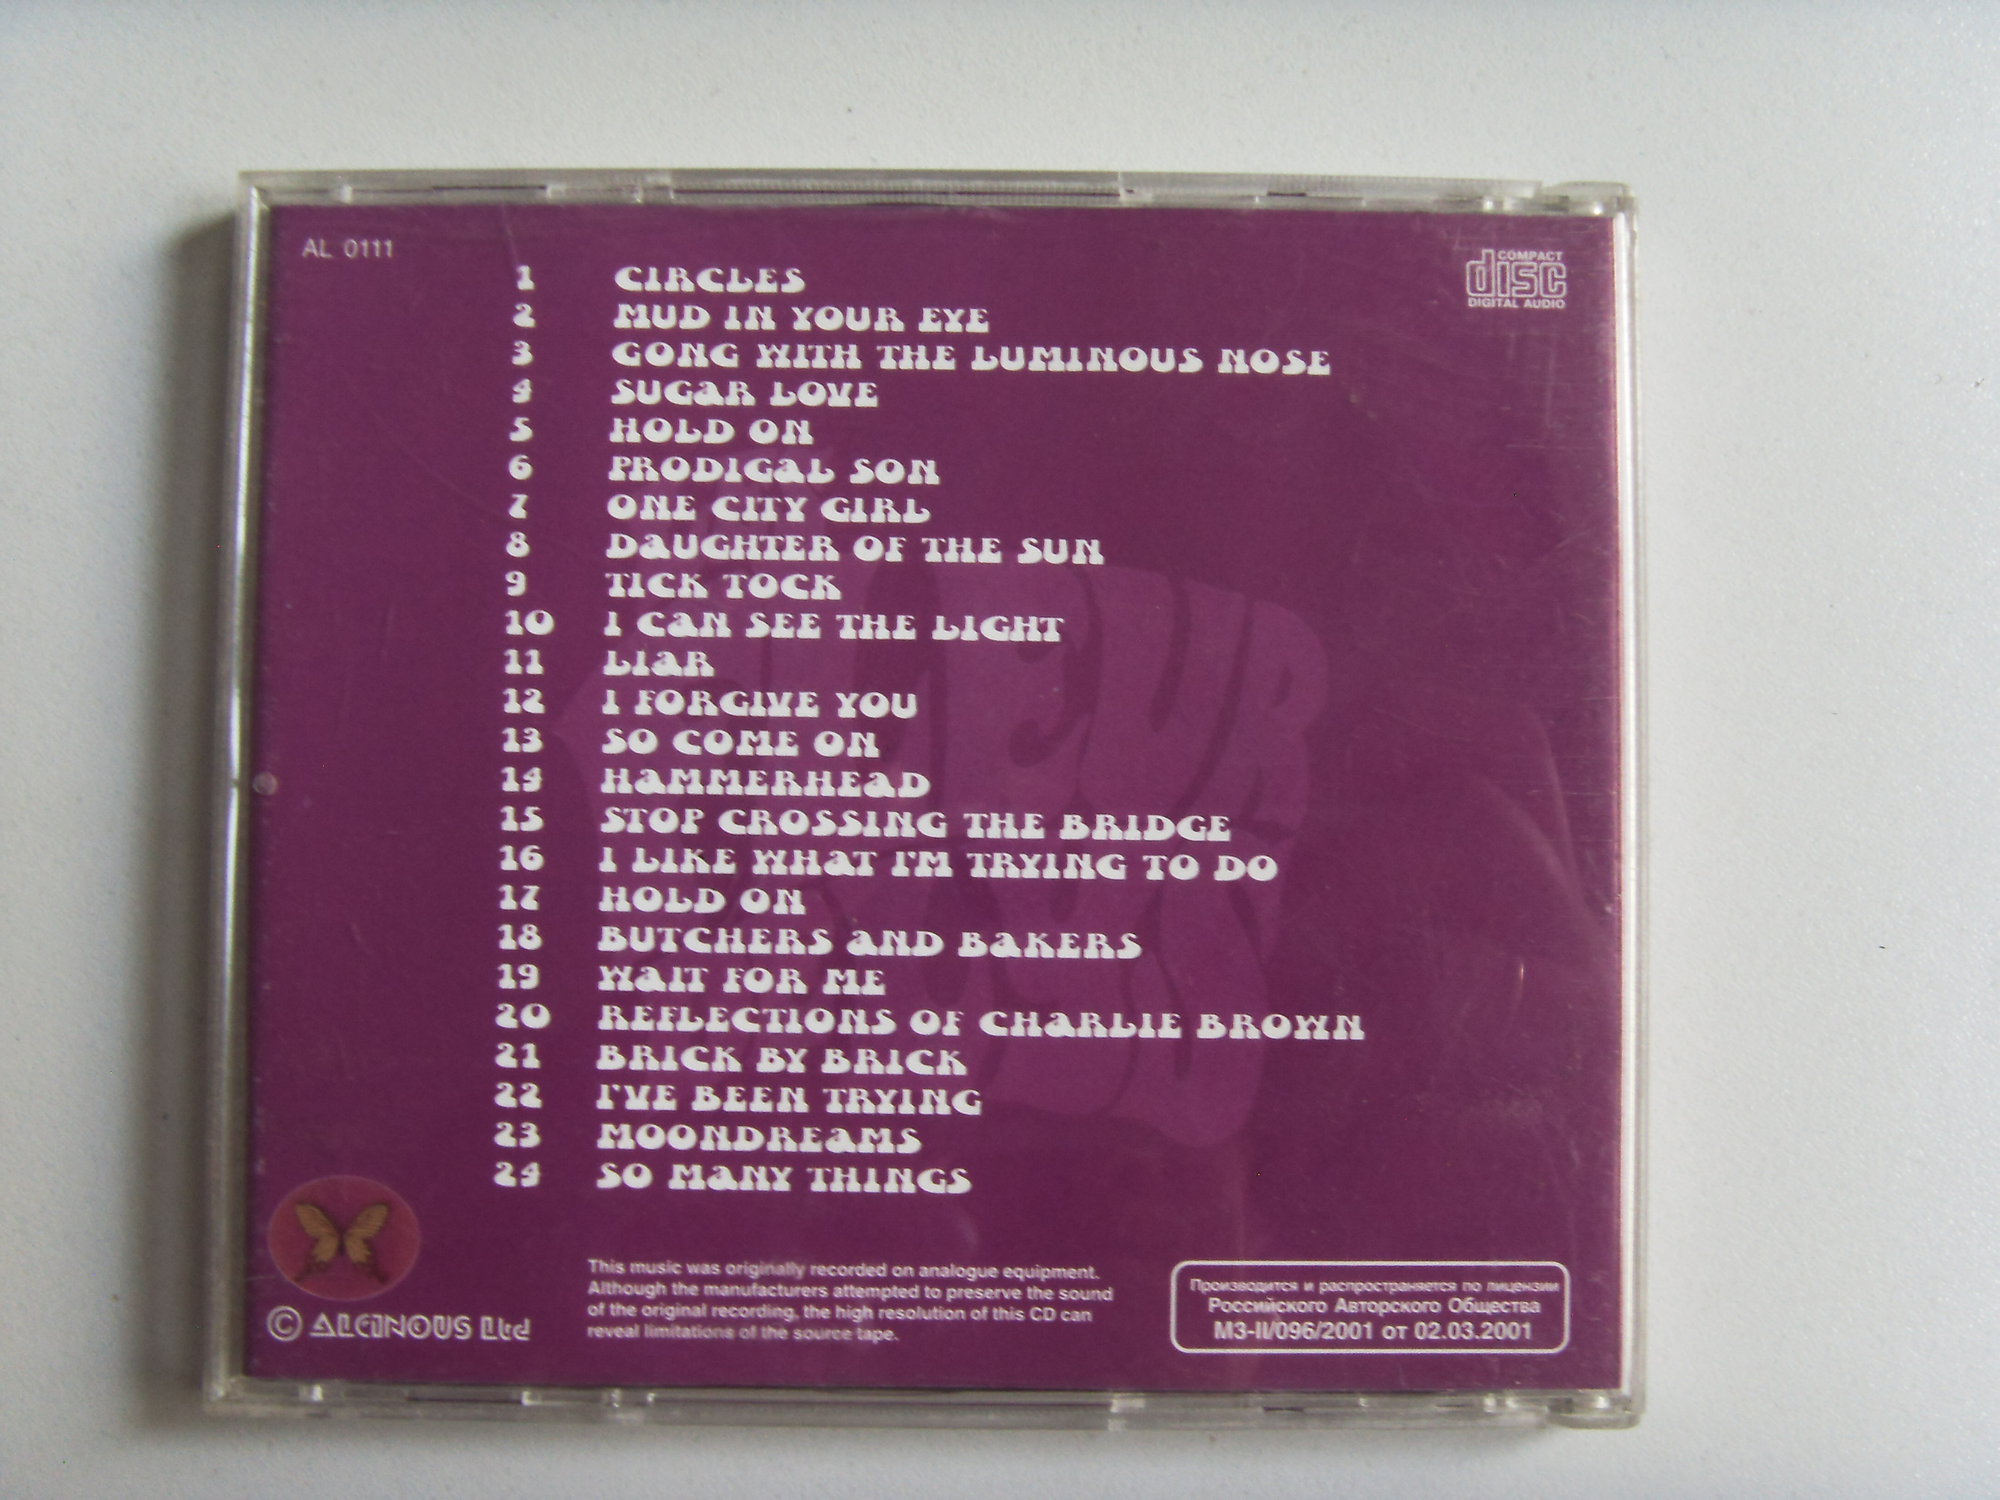 AL 0111
COMPACT
disc
DIGITAL AUDIO
1 CIRCLES
2 MUD IN YOUR EYE
3 GONG WITH THE LUMINOUS NOSE
4 SUGAR LOVE
5 HOLD ON
6 PRODIGAL SON
7 ONE CITY GIRL
8 DAUGHTER OF THE SUN
9 TICK TOCK
10 I CAN SEE THE LIGHT
11 LIAR
12 I FORGIVE YOU
13 SO COME ON
14 HAMMERHEAD
15 STOP CROSSING THE BRIDGE
16 I LIKE WHAT I'M TRYING TO DO
17 HOLD ON
18 BUTCHERS AND BAKERS
19 WAIT FOR ME
20 REFLECTIONS OF CHARLIE BROWN
21 BRICK BY BRICK
22 I'VE BEEN TRYING
23 MOONDREAMS
24 SO MANY THINGS
© ALCINOUS Ltd
This music was originally recorded on analogue equipment.
Although the manufacturers attempted to preserve the sound
of the original recording, the high resolution of this CD can
reveal limitations of the source tape.
Производится и распространяется по лицензии
Российского Авторского Общества
МЗ-II/096/2001 от 02.03.2001